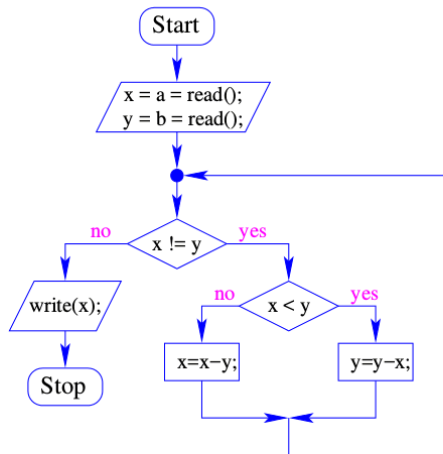 Start
x = a = read();
y = b = read();
no
x != y
yes
write(x);
no
x < y
yes
x=x−y;
y=y−x;
Stop